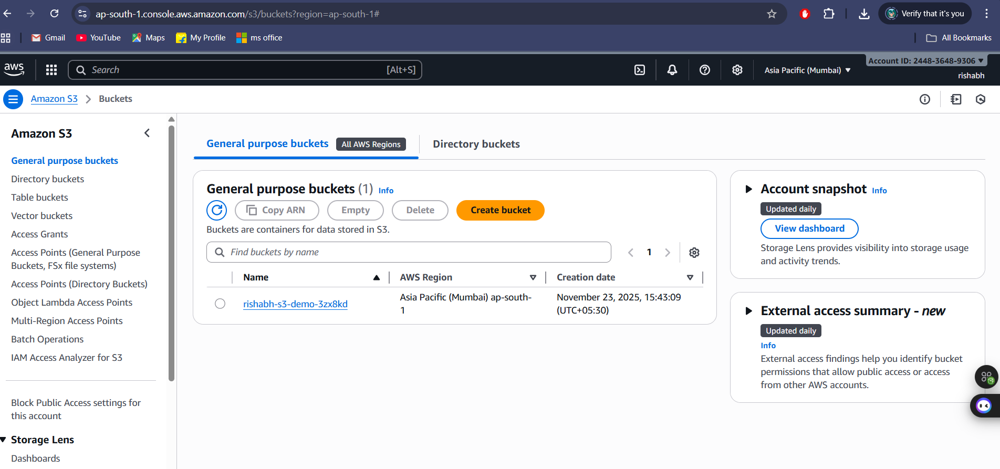 ap-south-1.console.aws.amazon.com/s3/buckets?region=ap-south-1#
Verify that it's you
Gmail
YouTube
Maps
My Profile
ms office
All Bookmarks
aws
Search
[Alt+S]
Asia Pacific (Mumbai)
Account ID: 2448-3648-9306
rishabh
Amazon S3
Buckets
Amazon S3
General purpose buckets
Directory buckets
Table buckets
Vector buckets
Access Grants
Access Points (General Purpose
Buckets, FSx file systems)
Access Points (Directory Buckets)
Object Lambda Access Points
Multi-Region Access Points
Batch Operations
IAM Access Analyzer for S3
Block Public Access settings for
this account
Storage Lens
Dashboards
General purpose buckets
All AWS Regions
Directory buckets
General purpose buckets (1) Info
Copy ARN
Empty
Delete
Create bucket
Buckets are containers for data stored in S3.
Find buckets by name
1
Name
AWS Region
Creation date
rishabh-s3-demo-3zx8kd
Asia Pacific (Mumbai) ap-south-
1
November 23, 2025, 15:43:09
(UTC+05:30)
Account snapshot Info
Updated daily
View dashboard
Storage Lens provides visibility into storage usage
and activity trends.
External access summary - new
Updated daily
Info
External access findings help you identify bucket
permissions that allow public access or access
from other AWS accounts.